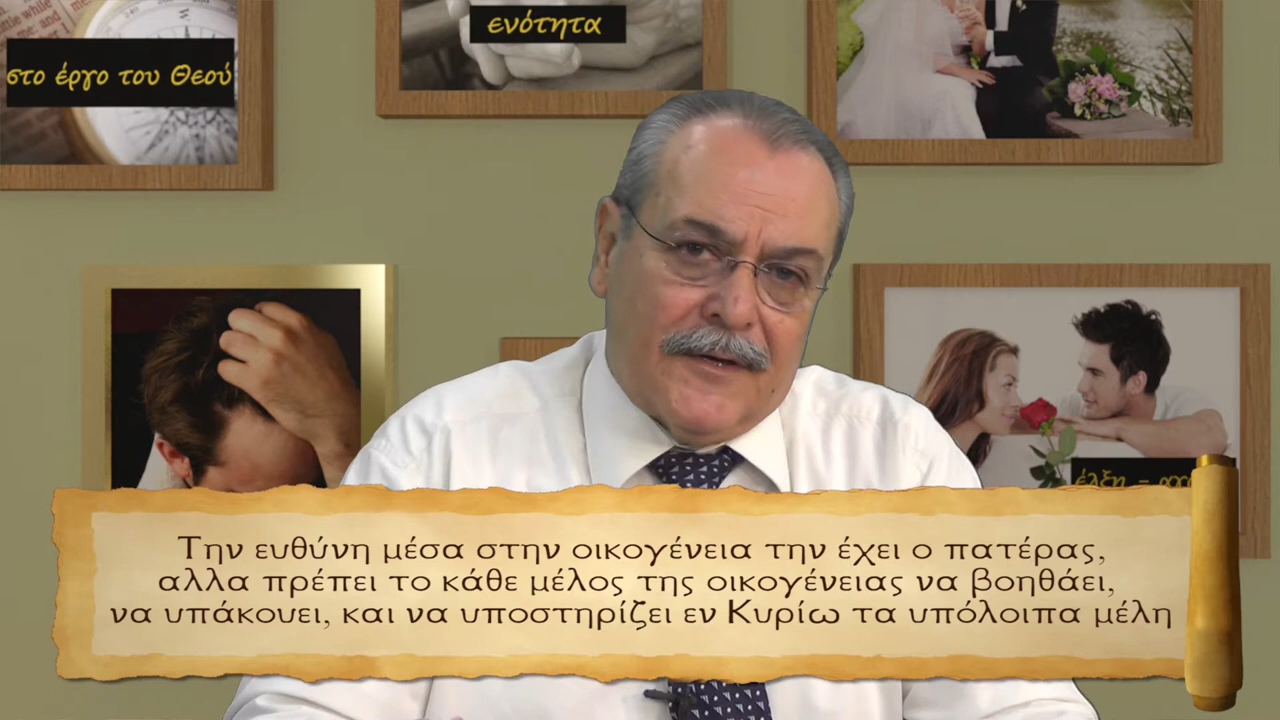 στο έργο του Θεού
ενότητα
έλξη –
Την ευθύνη μέσα στην οικογένεια την έχει ο πατέρας,
αλλα πρέπει το κάθε μέλος της οικογένειας να βοηθάει,
να υπάκουει, και να υποστηρίζει εν Κυρίω τα υπόλοιπα μέλη